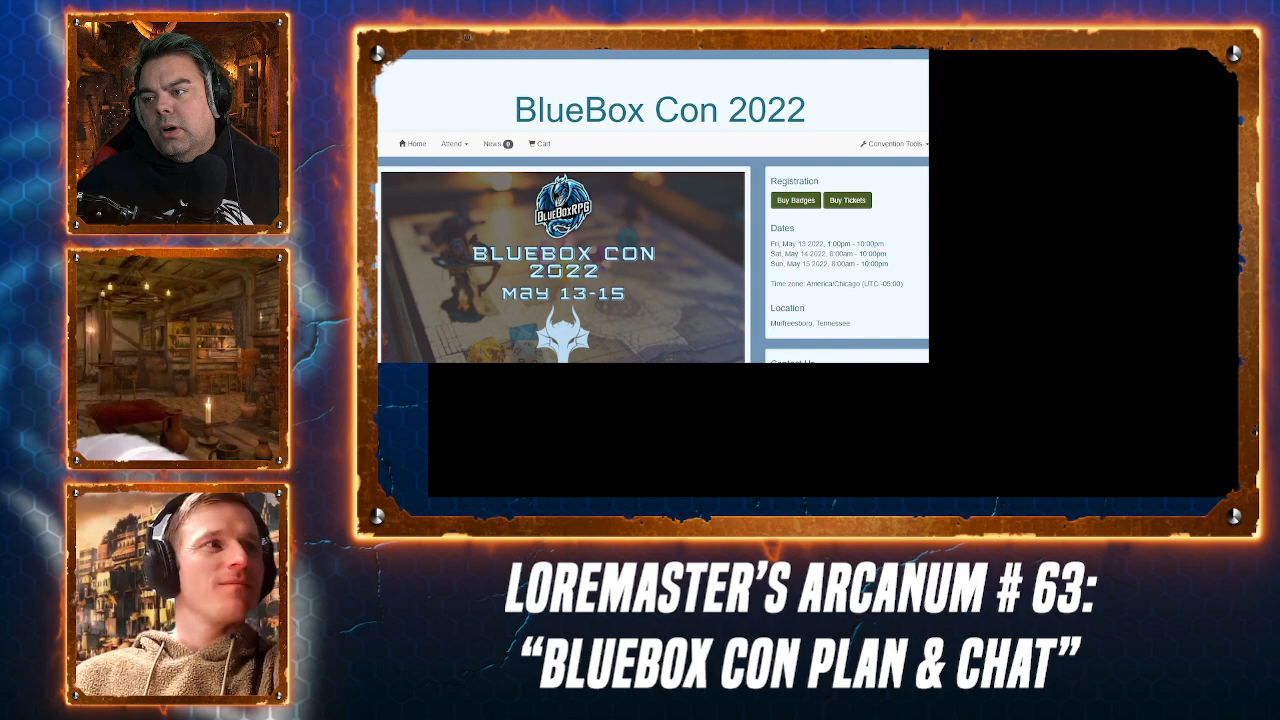 BlueBox Con 2022
Home Attend News 0 Cart Convention Tools
BLUEBOXRPG
BLUEBOX CON
2022
MAY 13-15
Registration
Buy Badges Buy Tickets
Dates
Fri, May 13 2022, 1:00pm - 10:00pm
Sat, May 14 2022, 8:00am - 10:00pm
Sun, May 15 2022, 8:00am - 10:00pm
Time zone: America/Chicago (UTC -05:00)
Location
Murfreesboro, Tennessee
LOREMASTER'S ARCANUM # 63:
“BLUEBOX CON PLAN & CHAT”